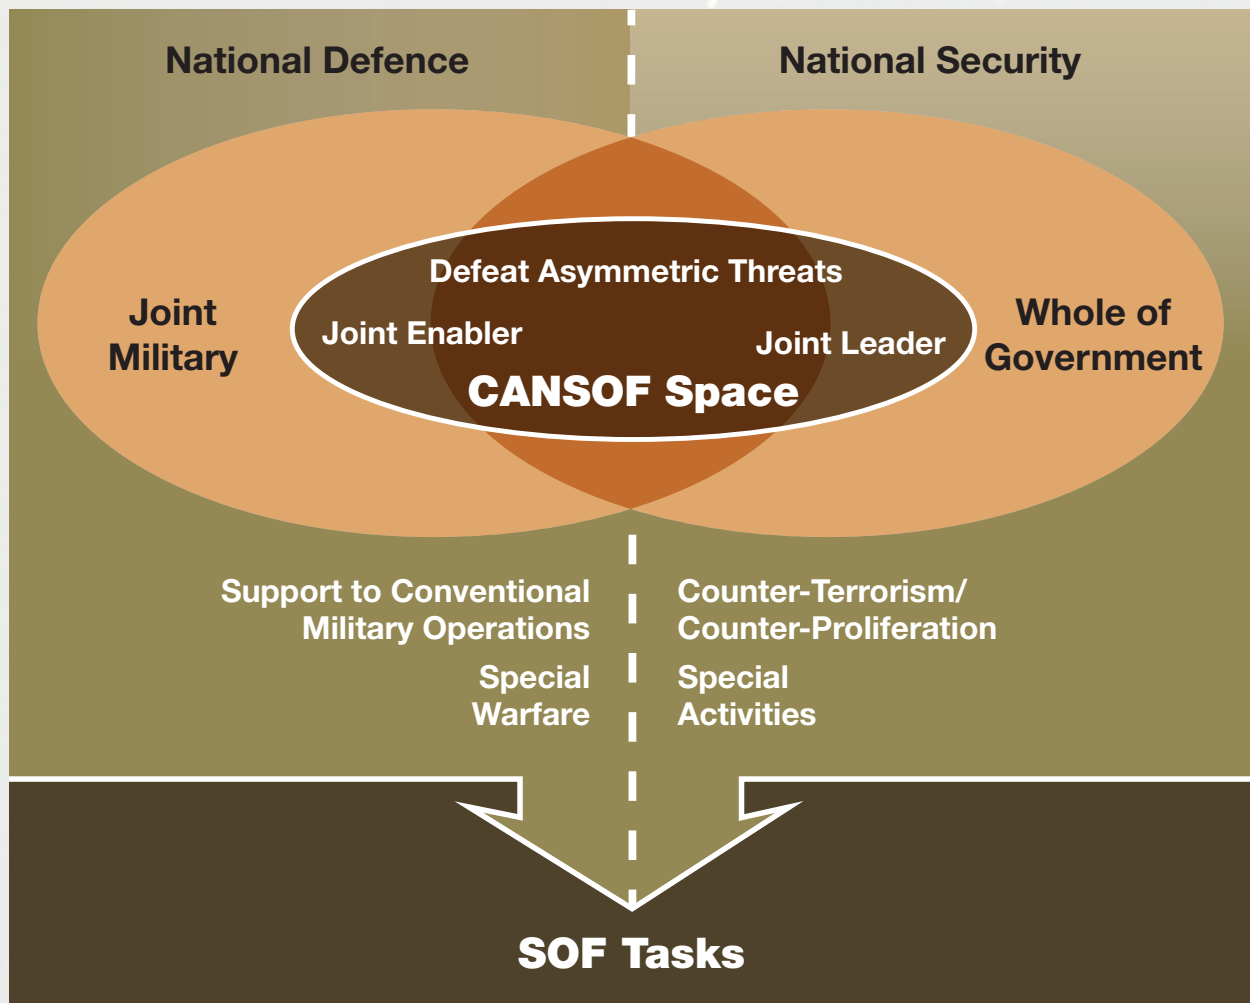 National Defence
National Security
Joint
Military
Defeat Asymmetric Threats
Joint Enabler
Joint Leader
CANSOF Space
Whole of
Government
Support to Conventional
Military Operations
Special
Warfare
Counter-Terrorism/
Counter-Proliferation
Special
Activities
SOF Tasks